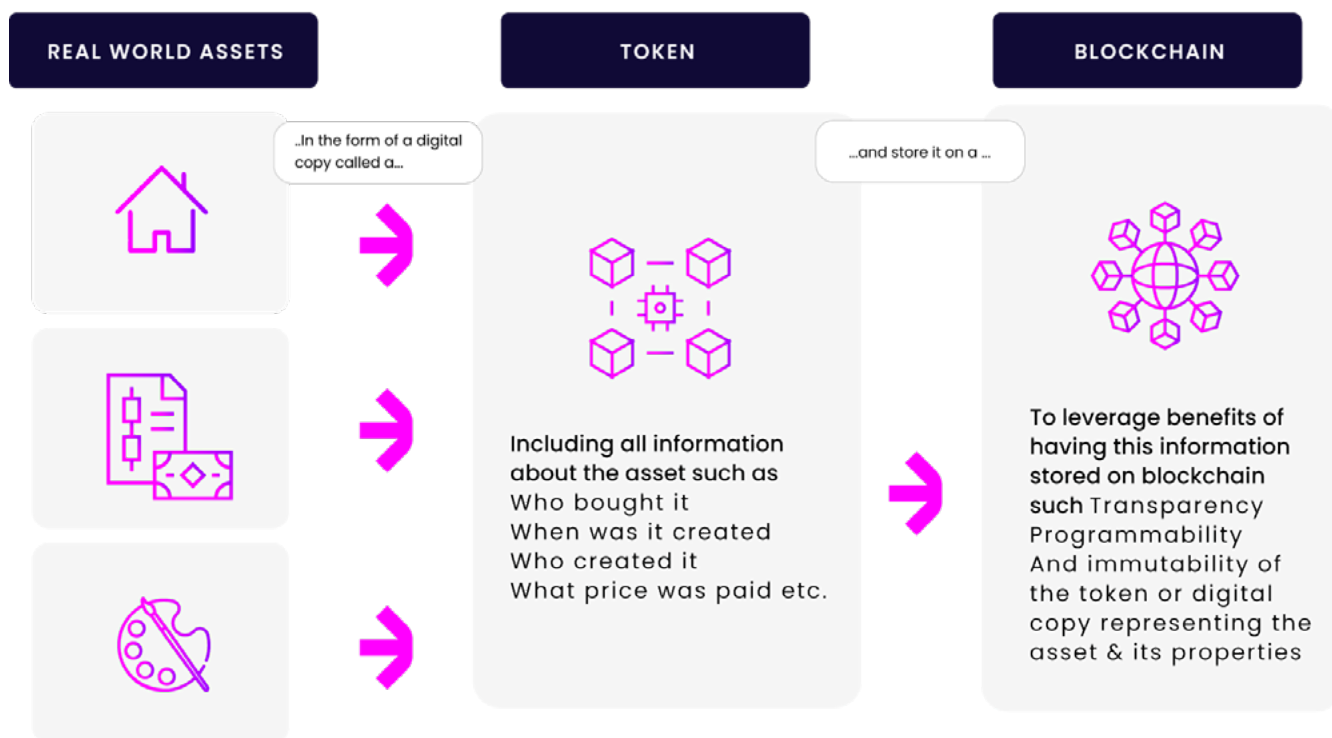 REAL WORLD ASSETS
TOKEN
BLOCKCHAIN
..In the form of a digital
copy called a...
...and store it on a ...
Including all information
about the asset such as
Who bought it
When was it created
Who created it
What price was paid etc.
To leverage benefits of
having this information
stored on blockchain
such Transparency
Programmability
And immutability of
the token or digital
copy representing the
asset & its properties